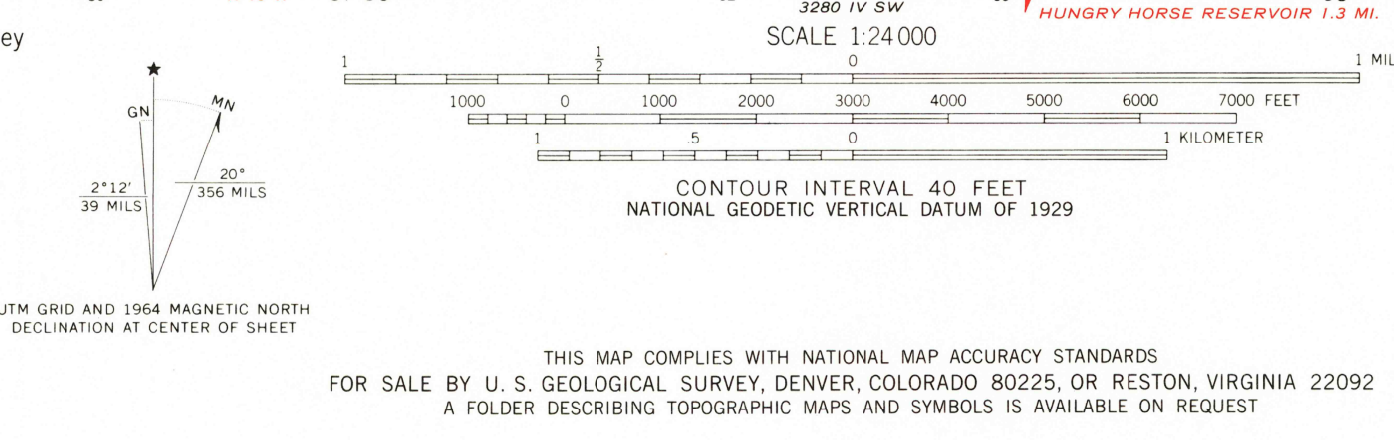 3280 IV SW
HUNGRY HORSE RESERVOIR 1.3 MI.
ey
SCALE 1:24 000
1 1/2 0 1 MIL
1000 0 1000 2000 3000 4000 5000 6000 7000 FEET
1 .5 0 1 KILOMETER
CONTOUR INTERVAL 40 FEET
NATIONAL GEODETIC VERTICAL DATUM OF 1929
★
GN
MN
2°12'
39 MILS
20°
356 MILS
UTM GRID AND 1964 MAGNETIC NORTH
DECLINATION AT CENTER OF SHEET
THIS MAP COMPLIES WITH NATIONAL MAP ACCURACY STANDARDS
FOR SALE BY U. S. GEOLOGICAL SURVEY, DENVER, COLORADO 80225, OR RESTON, VIRGINIA 22092
A FOLDER DESCRIBING TOPOGRAPHIC MAPS AND SYMBOLS IS AVAILABLE ON REQUEST